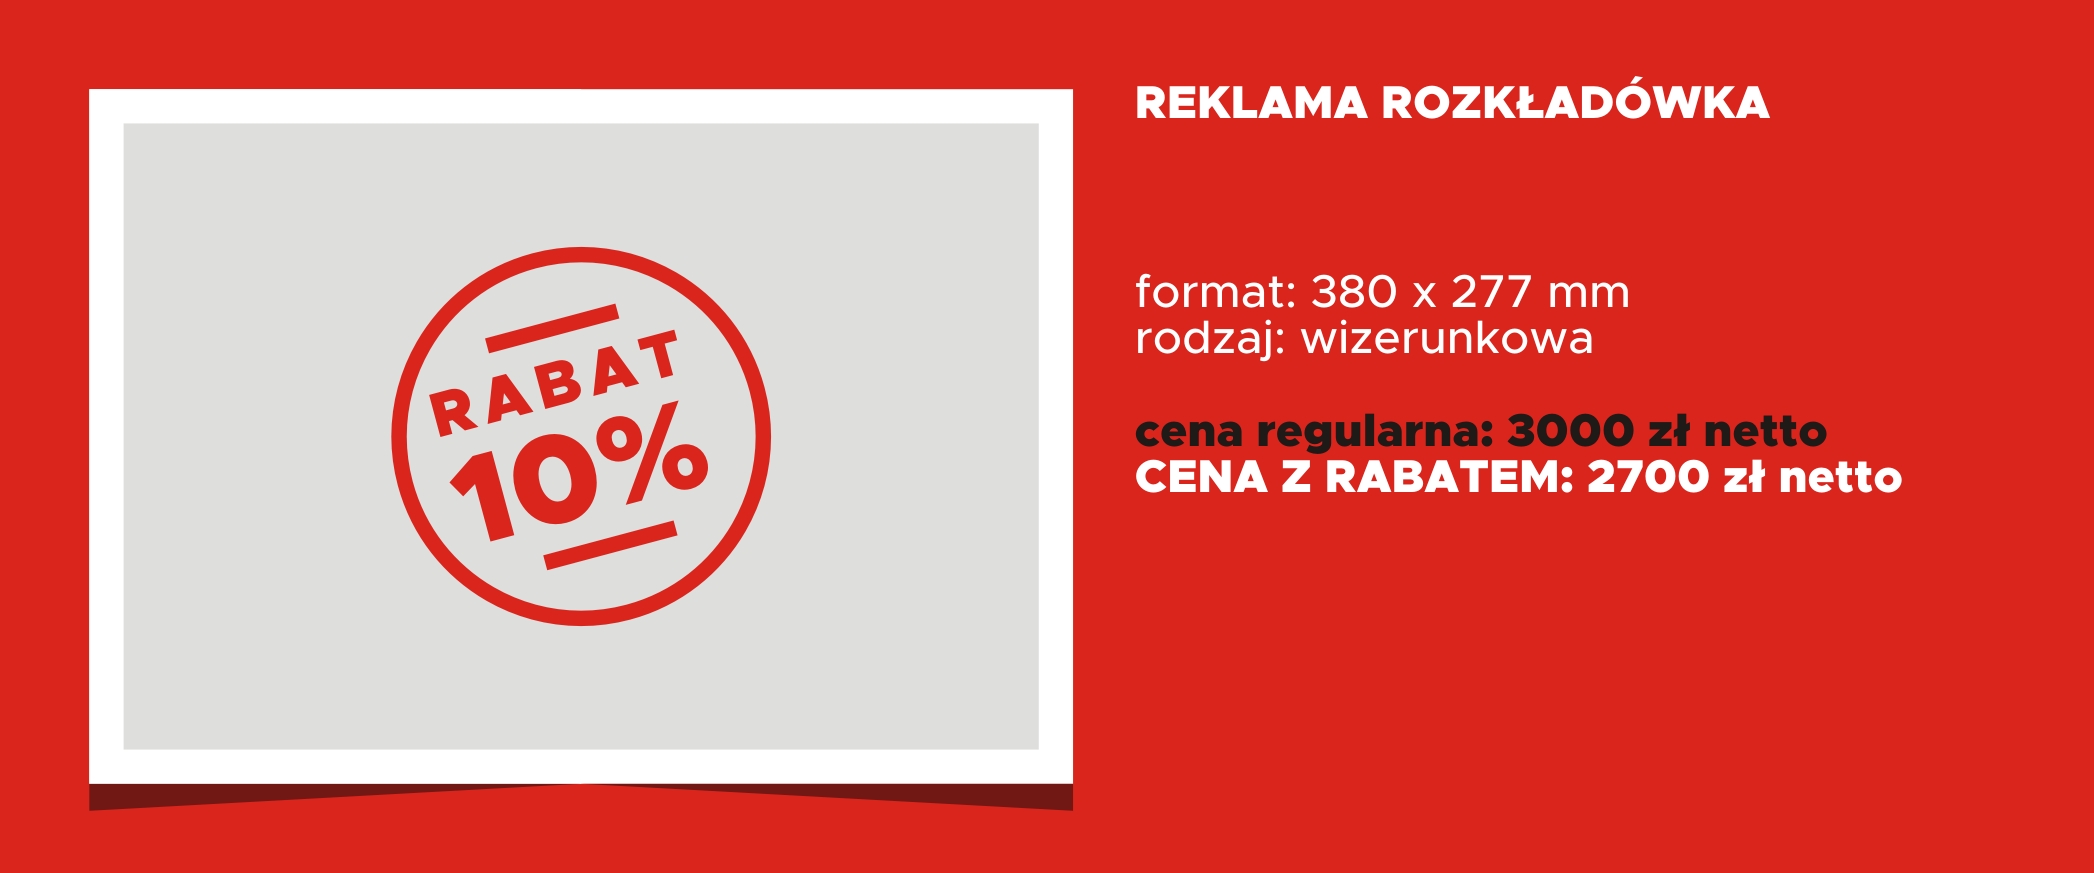 RABAT
10%
REKLAMA ROZKŁADÓWKA
format: 380 x 277 mm
rodzaj: wizerunkowa
cena regularna: 3000 zł netto
CENA Z RABATEM: 2700 zł netto